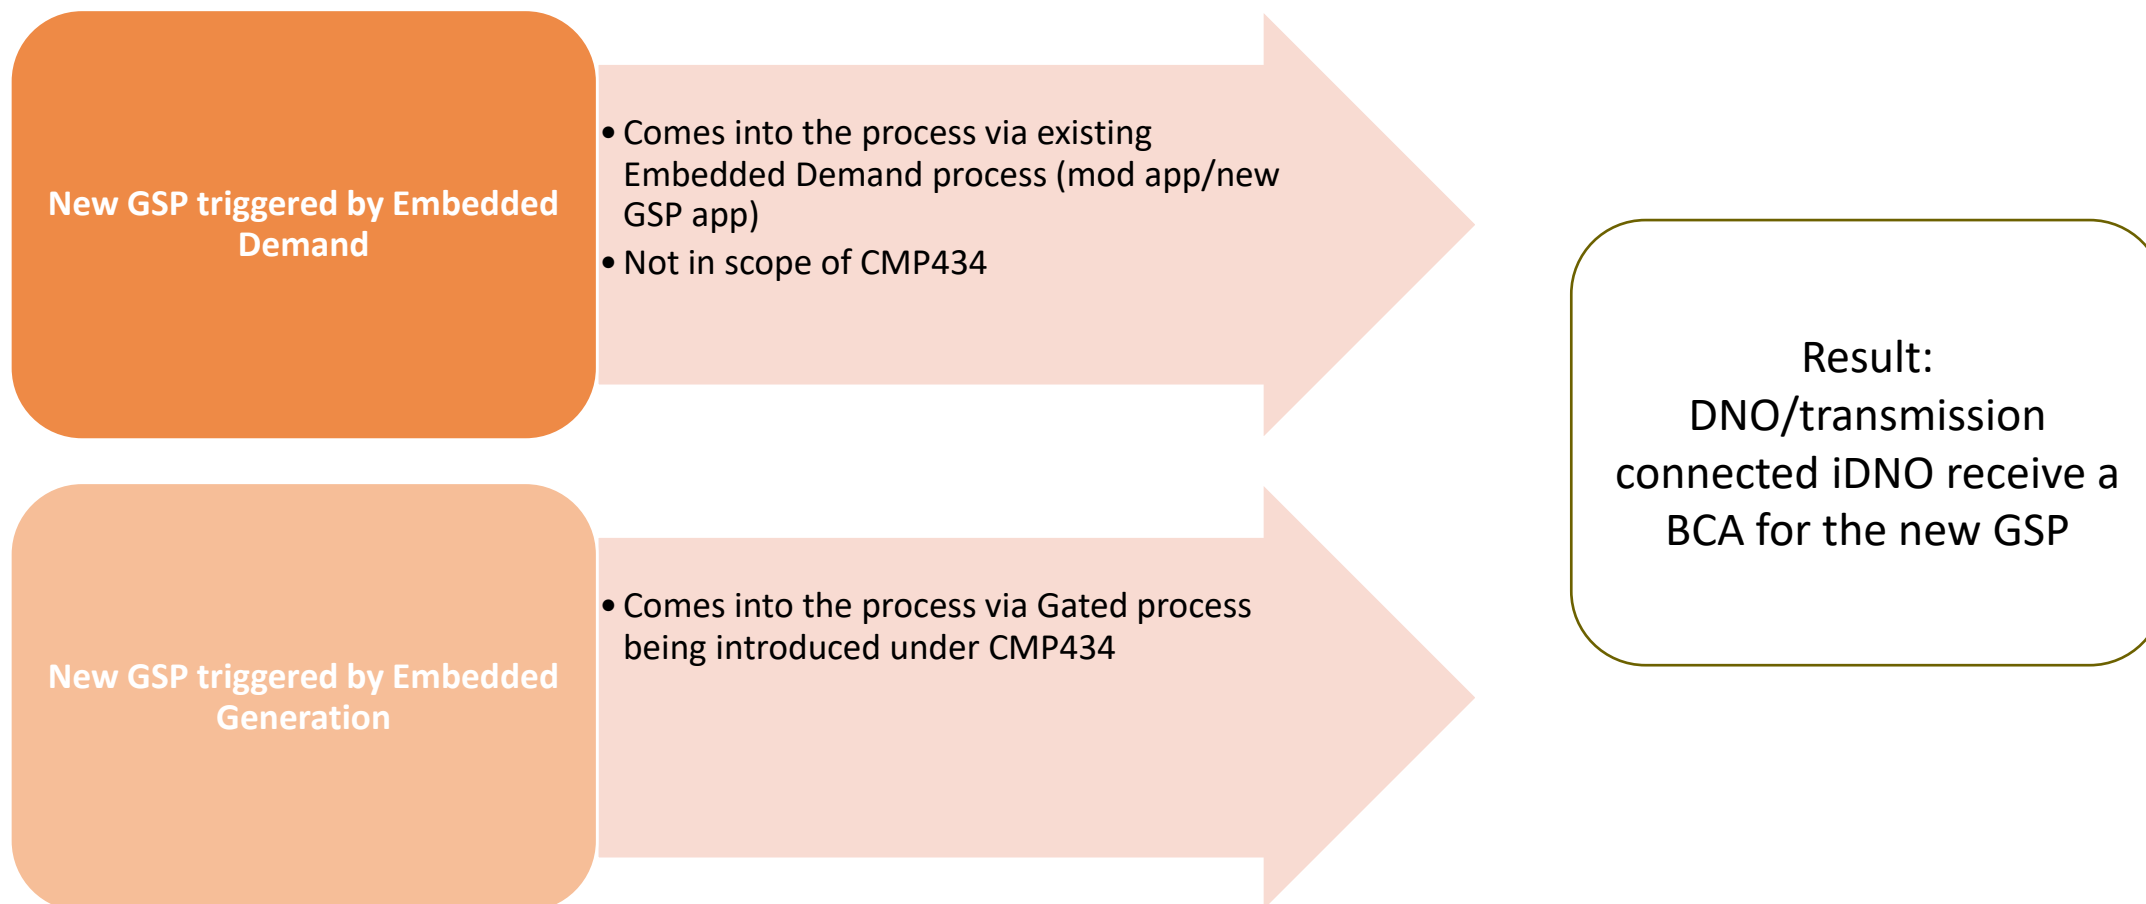 New GSP triggered by Embedded
Demand
• Comes into the process via existing
Embedded Demand process (mod app/new
GSP app)
• Not in scope of CMP434
New GSP triggered by Embedded
Generation
• Comes into the process via Gated process
being introduced under CMP434
Result:
DNO/transmission
connected iDNO receive a
BCA for the new GSP